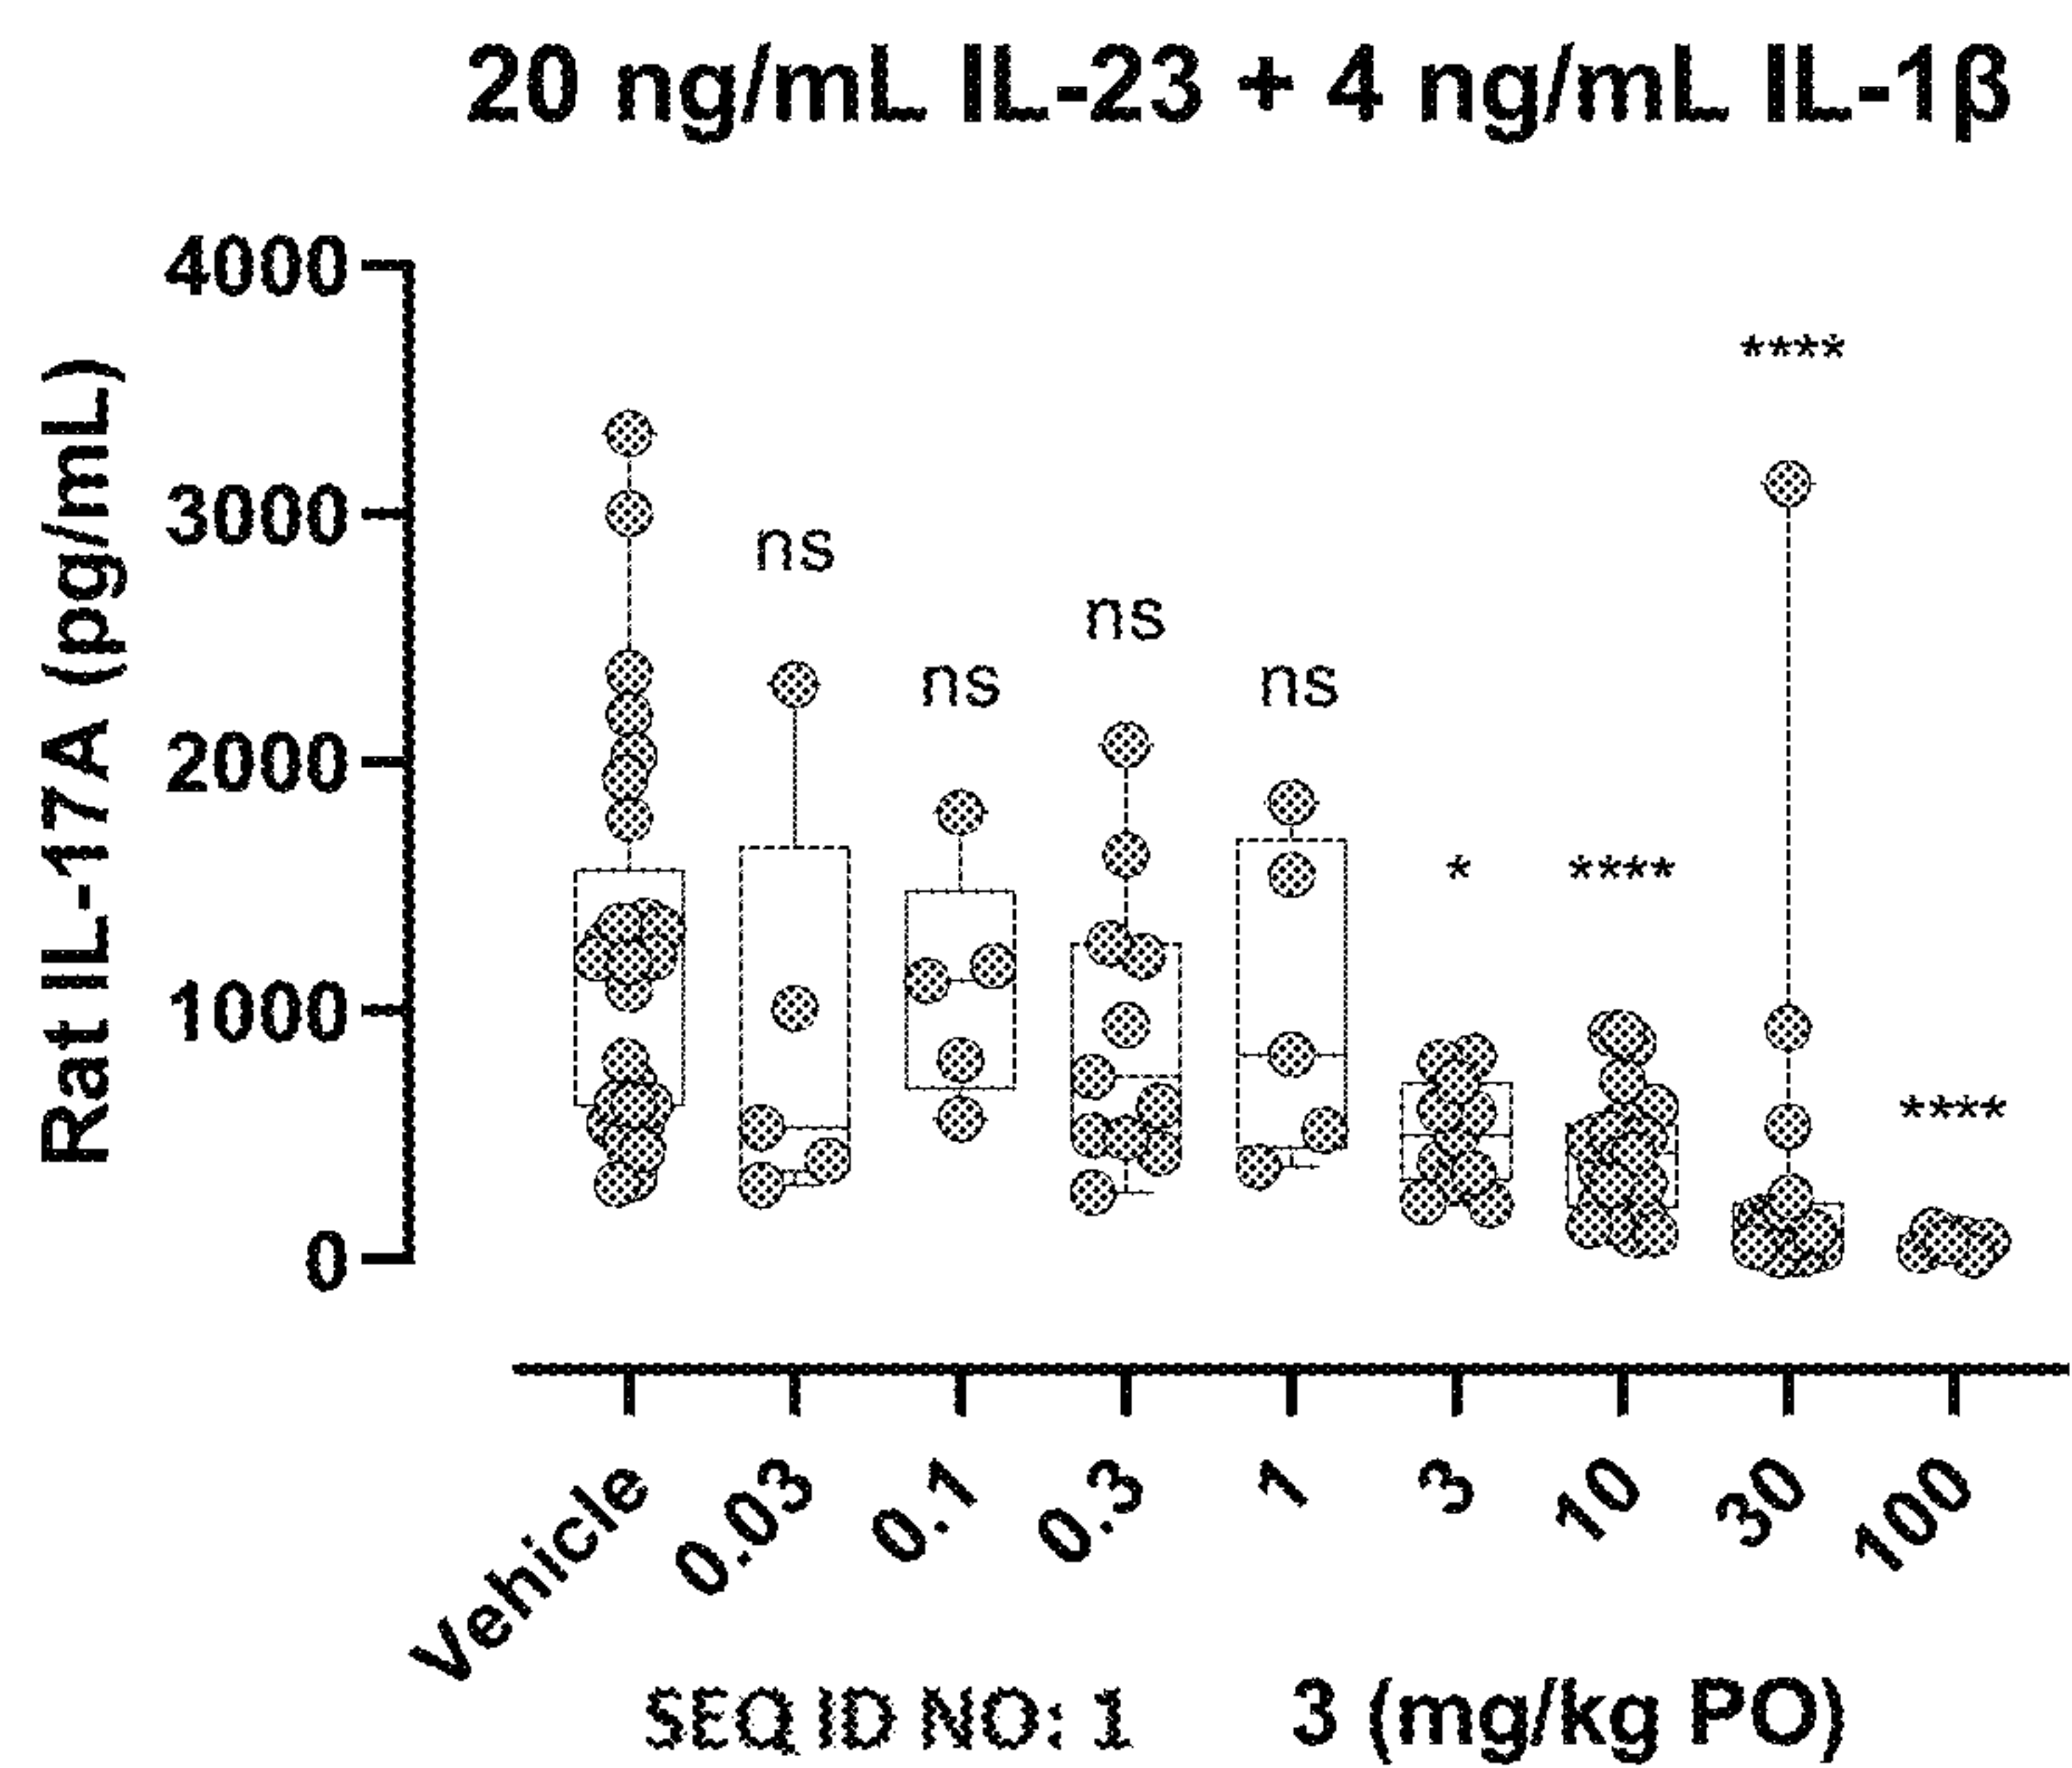 20 ng/mL IL-23 + 4 ng/mL IL-1β
Rat IL-17A (pg/mL)
4000
3000
2000
1000
0
ns
ns
ns
ns
*
****
****
****
Vehicle
0.03
0.1
0.3
1
3
10
30
100
SEQ ID NO: 1 3 (mg/kg PO)